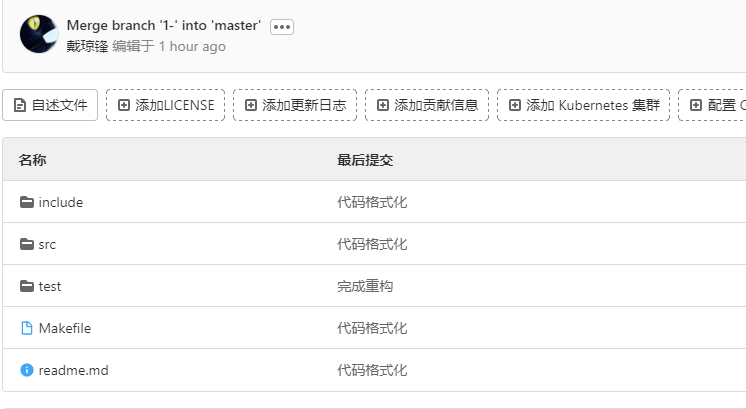 Merge branch '1-' into 'master'
戴琼锋 编辑于 1 hour ago
自述文件 添加LICENSE 添加更新日志 添加贡献信息 添加 Kubernetes 集群 配置
名称 最后提交
include 代码格式化
src 代码格式化
test 完成重构
Makefile 代码格式化
readme.md 代码格式化